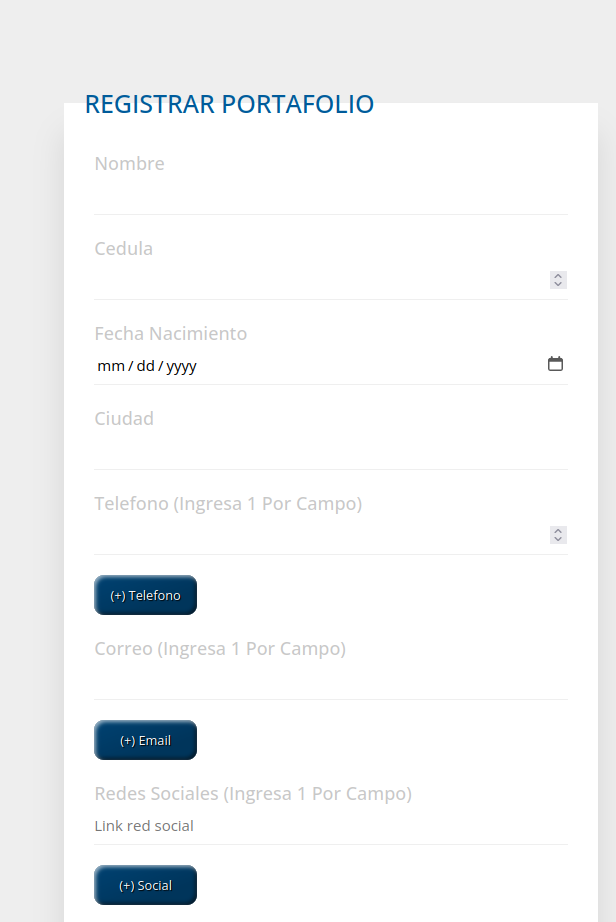 REGISTRAR PORTAFOLIO
Nombre
Cedula
Fecha Nacimiento
mm / dd / yyyy
Ciudad
Telefono (Ingresa 1 Por Campo)
(+) Telefono
Correo (Ingresa 1 Por Campo)
(+) Email
Redes Sociales (Ingresa 1 Por Campo)
Link red social
(+) Social